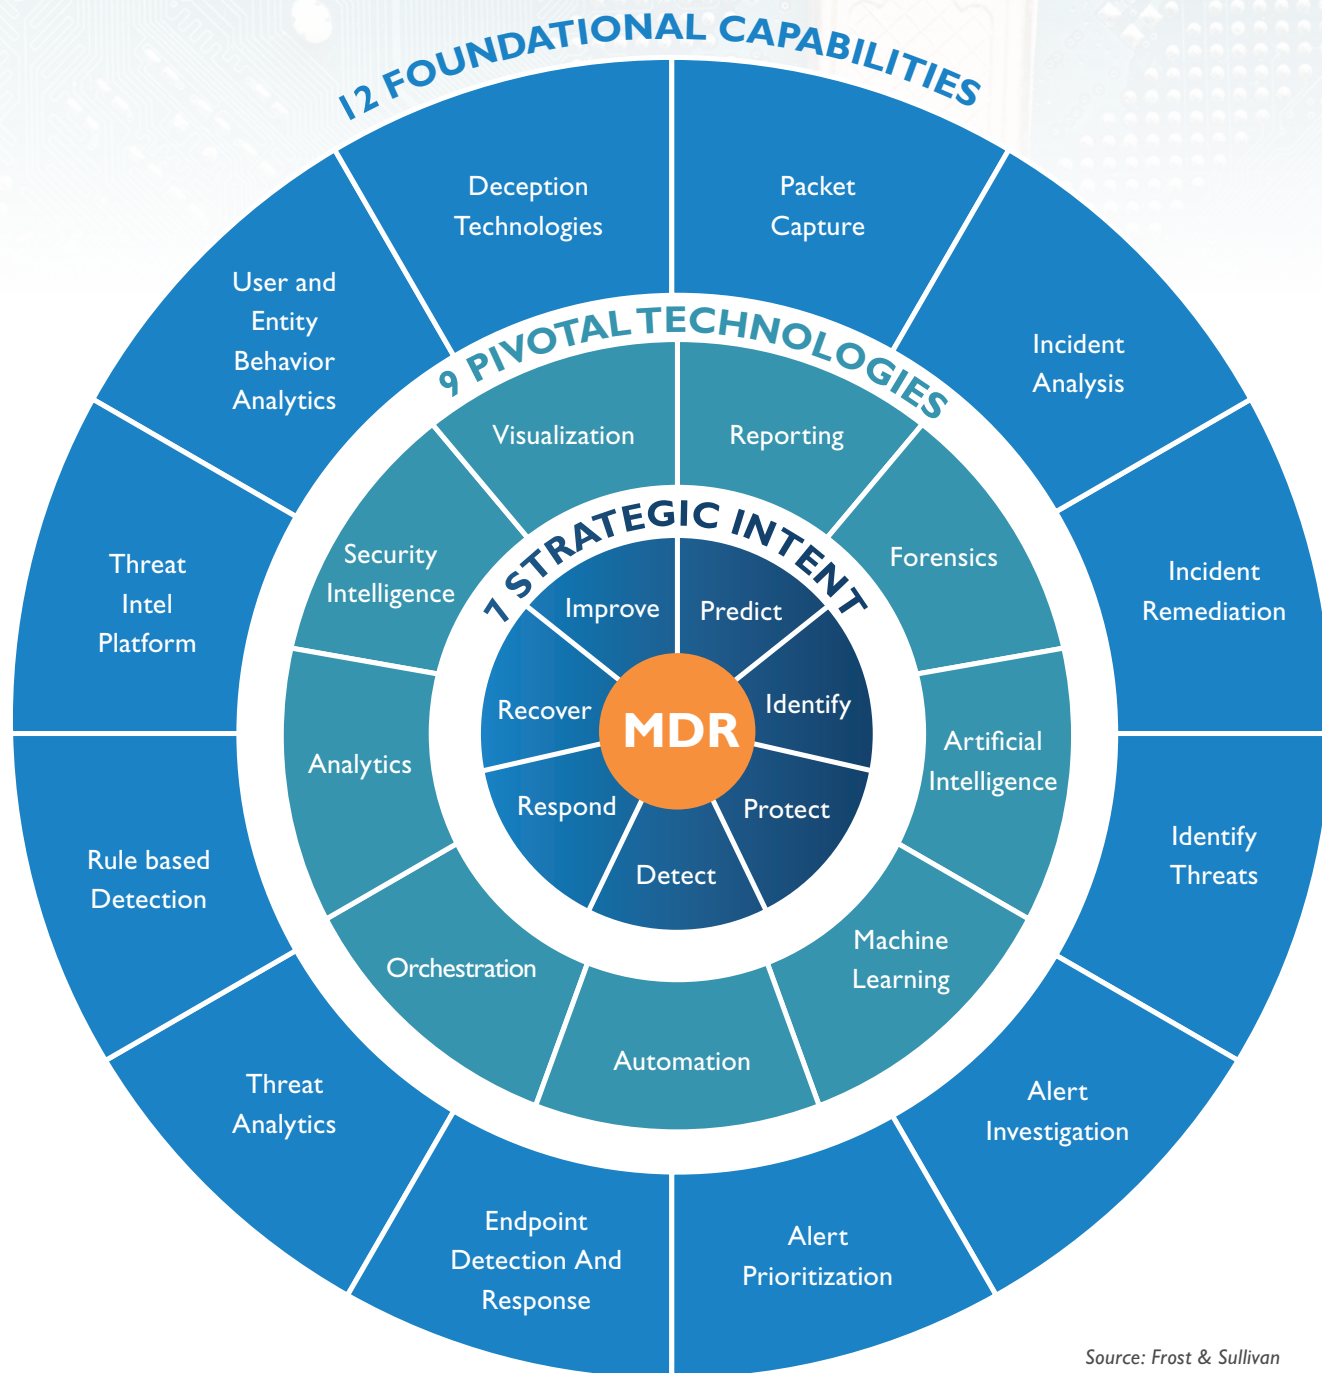 12 FOUNDATIONAL CAPABILITIES
Deception
Technologies
Packet
Capture
Incident
Analysis
Incident
Remediation
Identify
Threats
Alert
Investigation
Alert
Prioritization
Endpoint
Detection And
Response
Threat
Analytics
Rule based
Detection
Threat
Intel
Platform
User and
Entity
Behavior
Analytics
9 PIVOTAL TECHNOLOGIES
Visualization
Reporting
Forensics
Artificial
Intelligence
Machine
Learning
Automation
Orchestration
Analytics
Security
Intelligence
7 STRATEGIC INTENT
Improve
Predict
Identify
Protect
Detect
Respond
Recover
MDR
Source: Frost & Sullivan